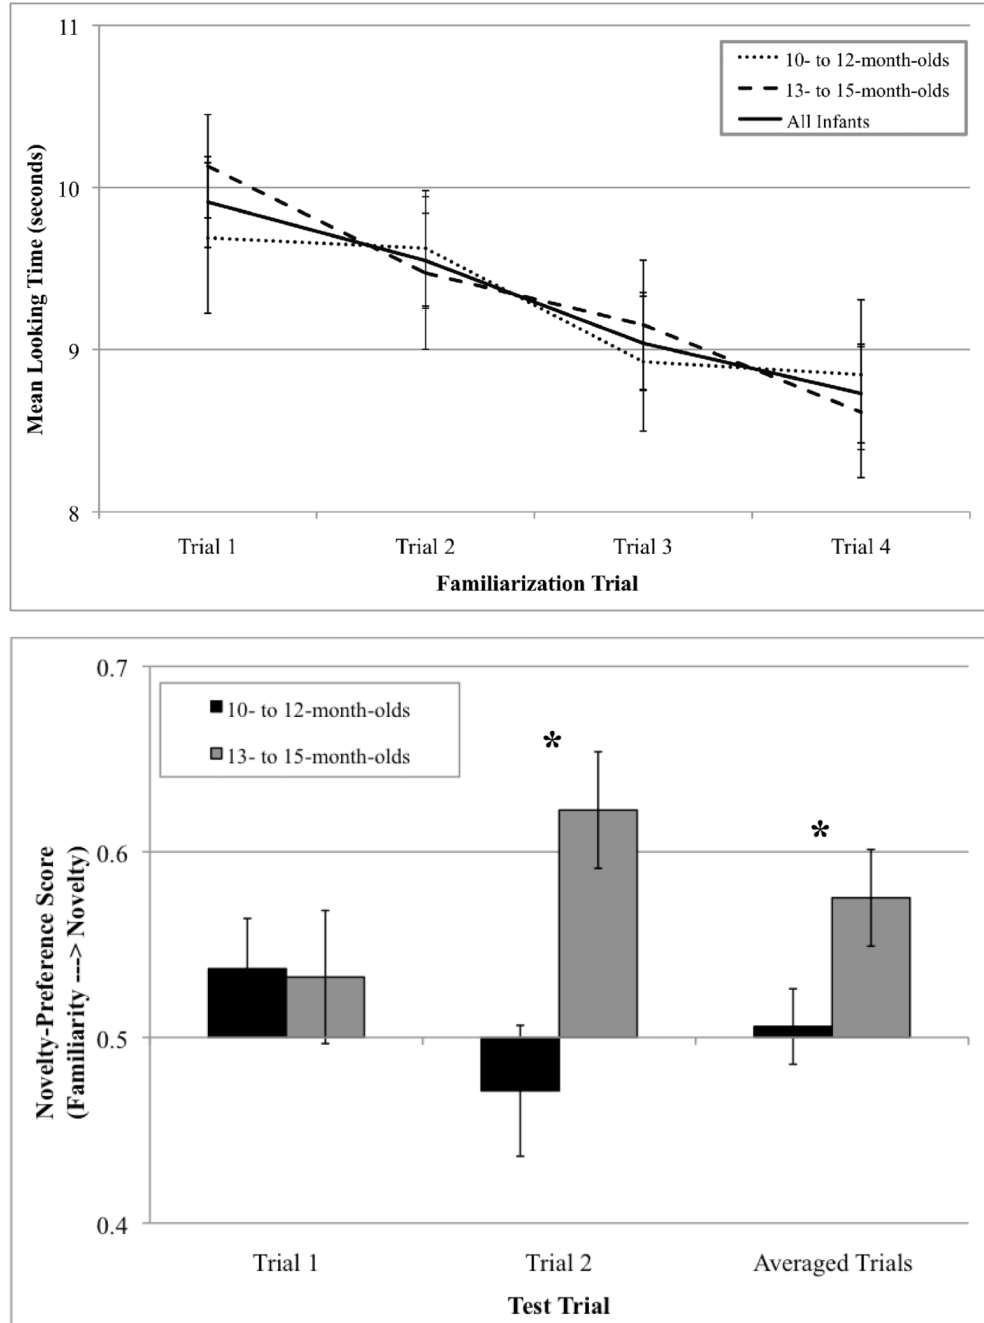 11
10- to 12-month-olds
13- to 15-month-olds
All Infants
10
9
8
Mean Looking Time (seconds)
Trial 1 Trial 2 Trial 3 Trial 4
Familiarization Trial
0.7
10- to 12-month-olds
13- to 15-month-olds
*
*
0.6
0.5
0.4
Novelty-Preference Score
(Familiarity ---> Novelty)
Trial 1 Trial 2 Averaged Trials
Test Trial